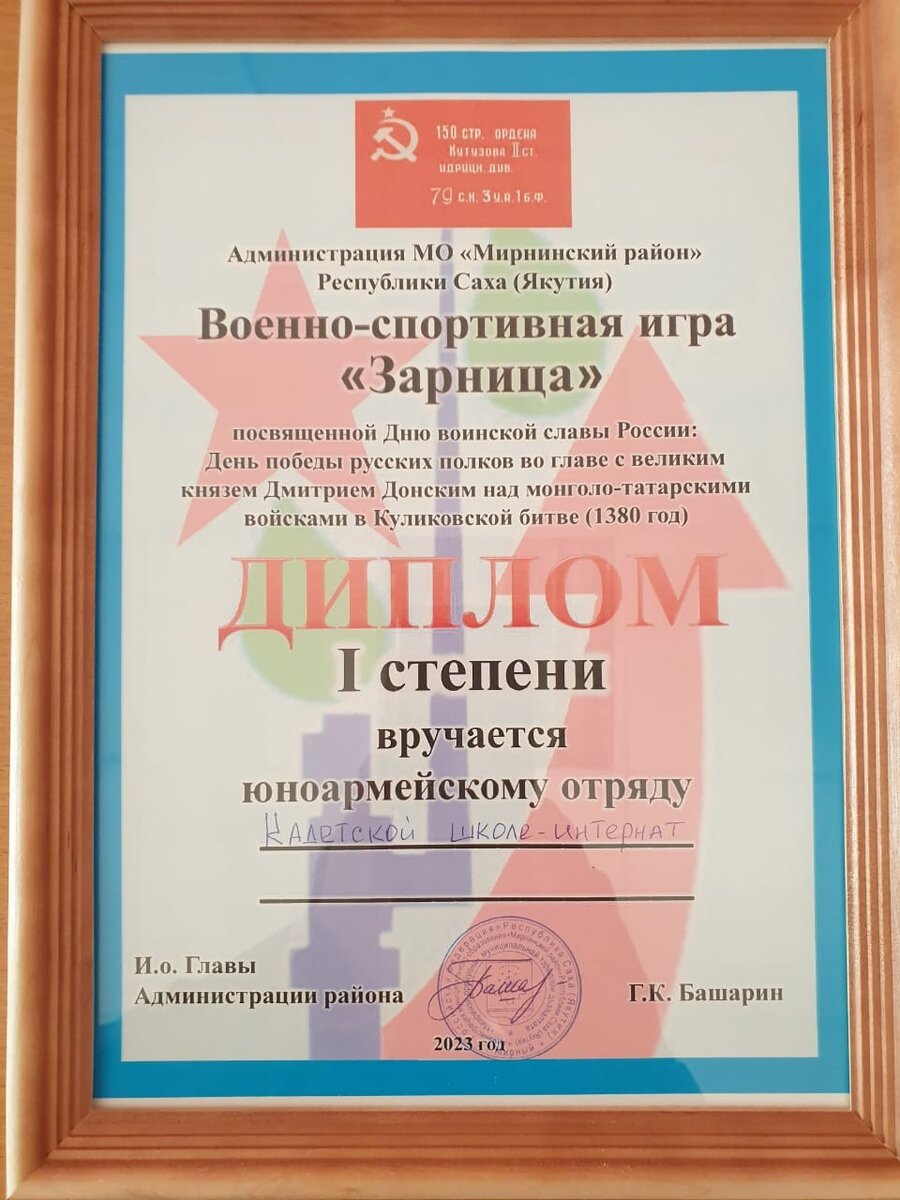 150 СТР. ОРДЕНА
КУТУЗОВА II СТ.
ИДРИЦК. ДИВ.
79 С.К. 3 У.А. 1 Б.Ф.
Администрация МО «Мирнинский район»
Республики Саха (Якутия)
Военно-спортивная игра
«Зарница»
посвященной Дню воинской славы России:
День победы русских полков во главе с великим
князем Дмитрием Донским над монголо-татарскими
войсками в Куликовской битве (1380 год)
ДИПЛОМ
I степени
вручается
юноармейскому отряду
Кадетской школе-интернат
И.о. Главы
Администрации района
Г.К. Башарин
2023 год